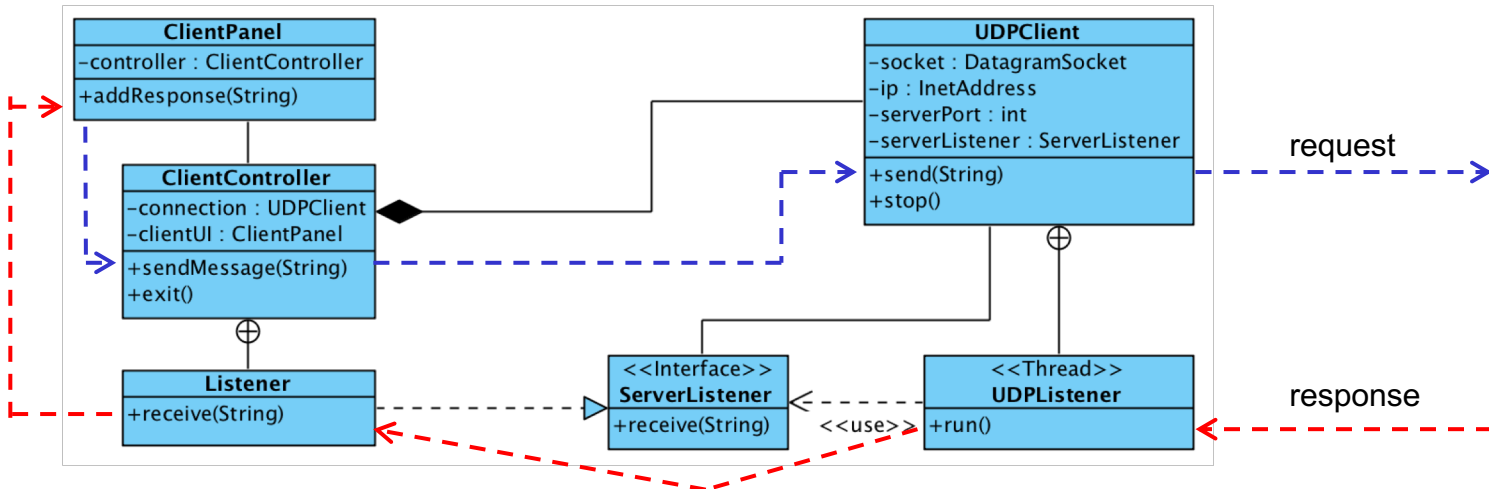 ClientPanel
-controller : ClientController
+addResponse(String)
ClientController
-connection : UDPClient
-clientUI : ClientPanel
+sendMessage(String)
+exit()
Listener
+receive(String)
<<Interface>>
ServerListener
+receive(String)
<<use>>
UDPClient
-socket : DatagramSocket
-ip : InetAddress
-serverPort : int
-serverListener : ServerListener
+send(String)
+stop()
<<Thread>>
UDPListener
+run()
request
response